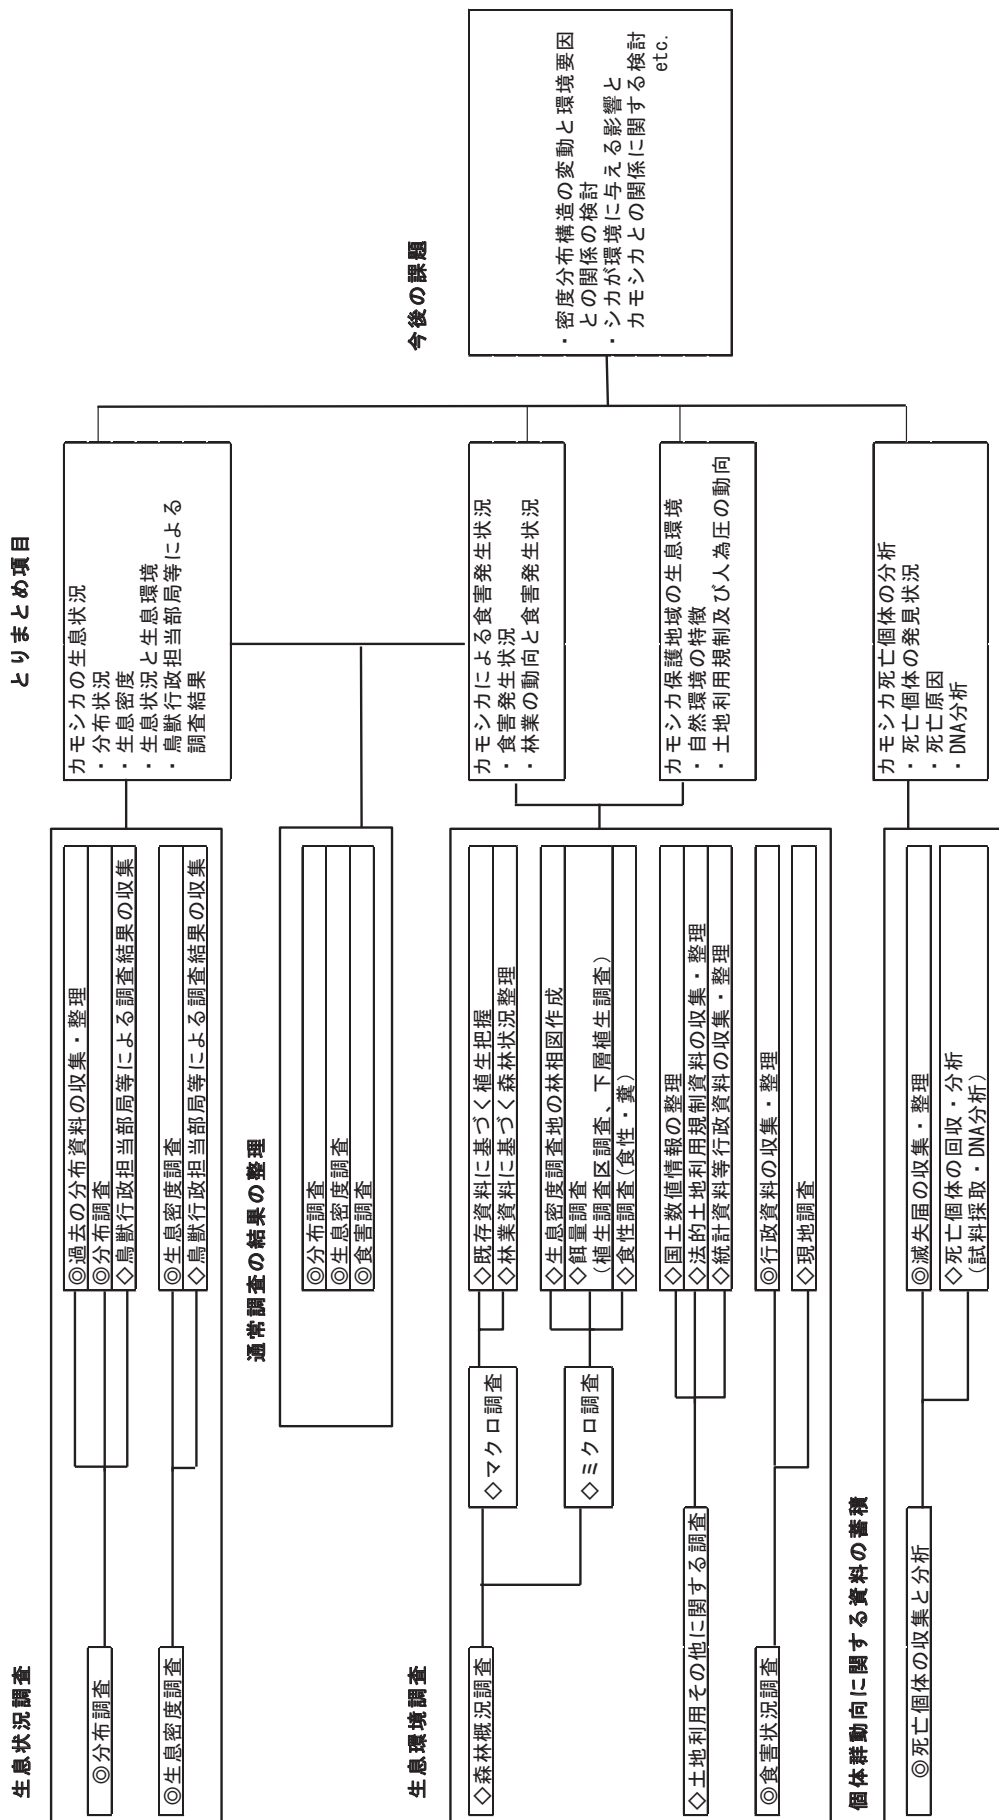 生息状況調査
◎分布調査
◎過去の分布資料の収集・整理
◎分布調査
◇鳥獣行政担当部局等による調査結果の収集
◎生息密度調査
◎生息密度調査
◇鳥獣行政担当部局等による調査結果の収集
通常調査の結果の整理
◎分布調査
◎生息密度調査
◎食害調査
生息環境調査
◇森林概況調査
◇マクロ調査
◇既存資料に基づく植生把握
◇林業資料に基づく森林状況整理
◇ミクロ調査
◇生息密度調査地の林相図作成
◇餌量調査
(植生調査区調査、下層植生調査)
◇食性調査(食性・糞)
◇土地利用その他に関する調査
◇国土数値情報の整理
◇法的土地利用規制資料の収集・整理
◇統計資料等行政資料の収集・整理
◎食害状況調査
◎行政資料の収集・整理
◇現地調査
個体群動向に関する資料の蓄積
◎死亡個体の収集と分析
◎滅失届の収集・整理
◇死亡個体の回収・分析
(試料採取・DNA分析)
とりまとめ項目
カモシカの生息状況
・分布状況
・生息密度
・生息状況と生息環境
・鳥獣行政担当部局等による
調査結果
カモシカによる食害発生状況
・食害発生状況
・林業の動向と食害発生状況
カモシカ保護地域の生息環境
・自然環境の特徴
・土地利用規制及び人為圧の動向
カモシカ死亡個体の分析
・死亡個体の発見状況
・死亡原因
・DNA分析
今後の課題
・密度分布構造の変動と環境要因
との関係の検討
・シカが環境に与える影響と
カモシカとの関係に関する検討
etc.